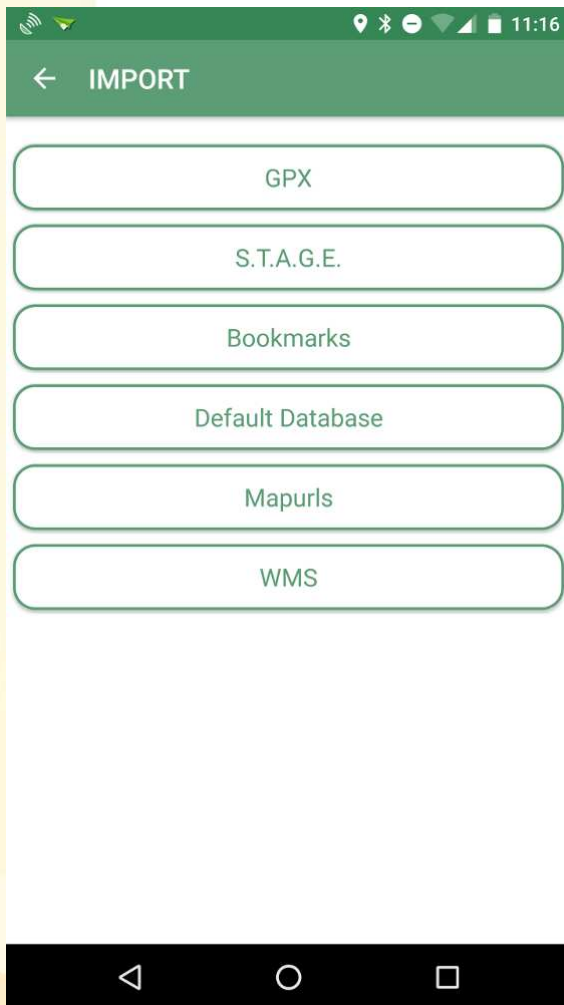 11:16
IMPORT
GPX
S.T.A.G.E.
Bookmarks
Default Database
Mapurls
WMS